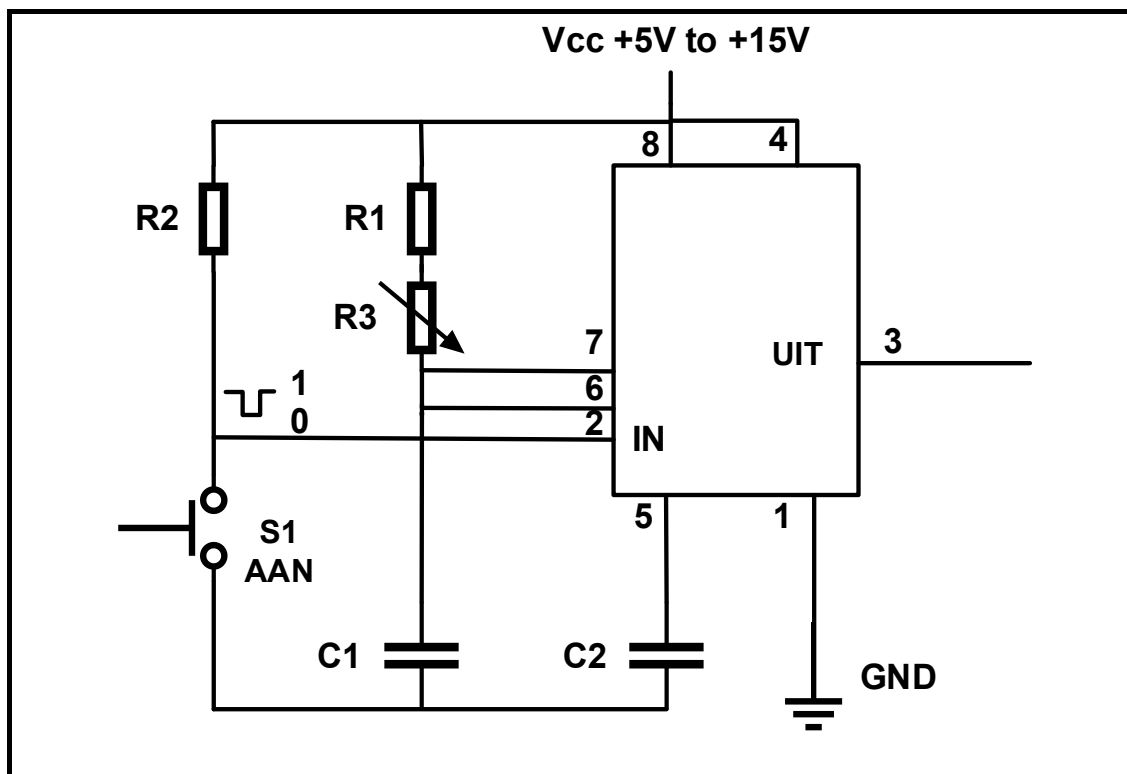 Vcc +5V to +15V
8
4
R2
R1
R3
7
3
UIT
6
1
0
2
IN
5
1
S1
AAN
C1
C2
GND